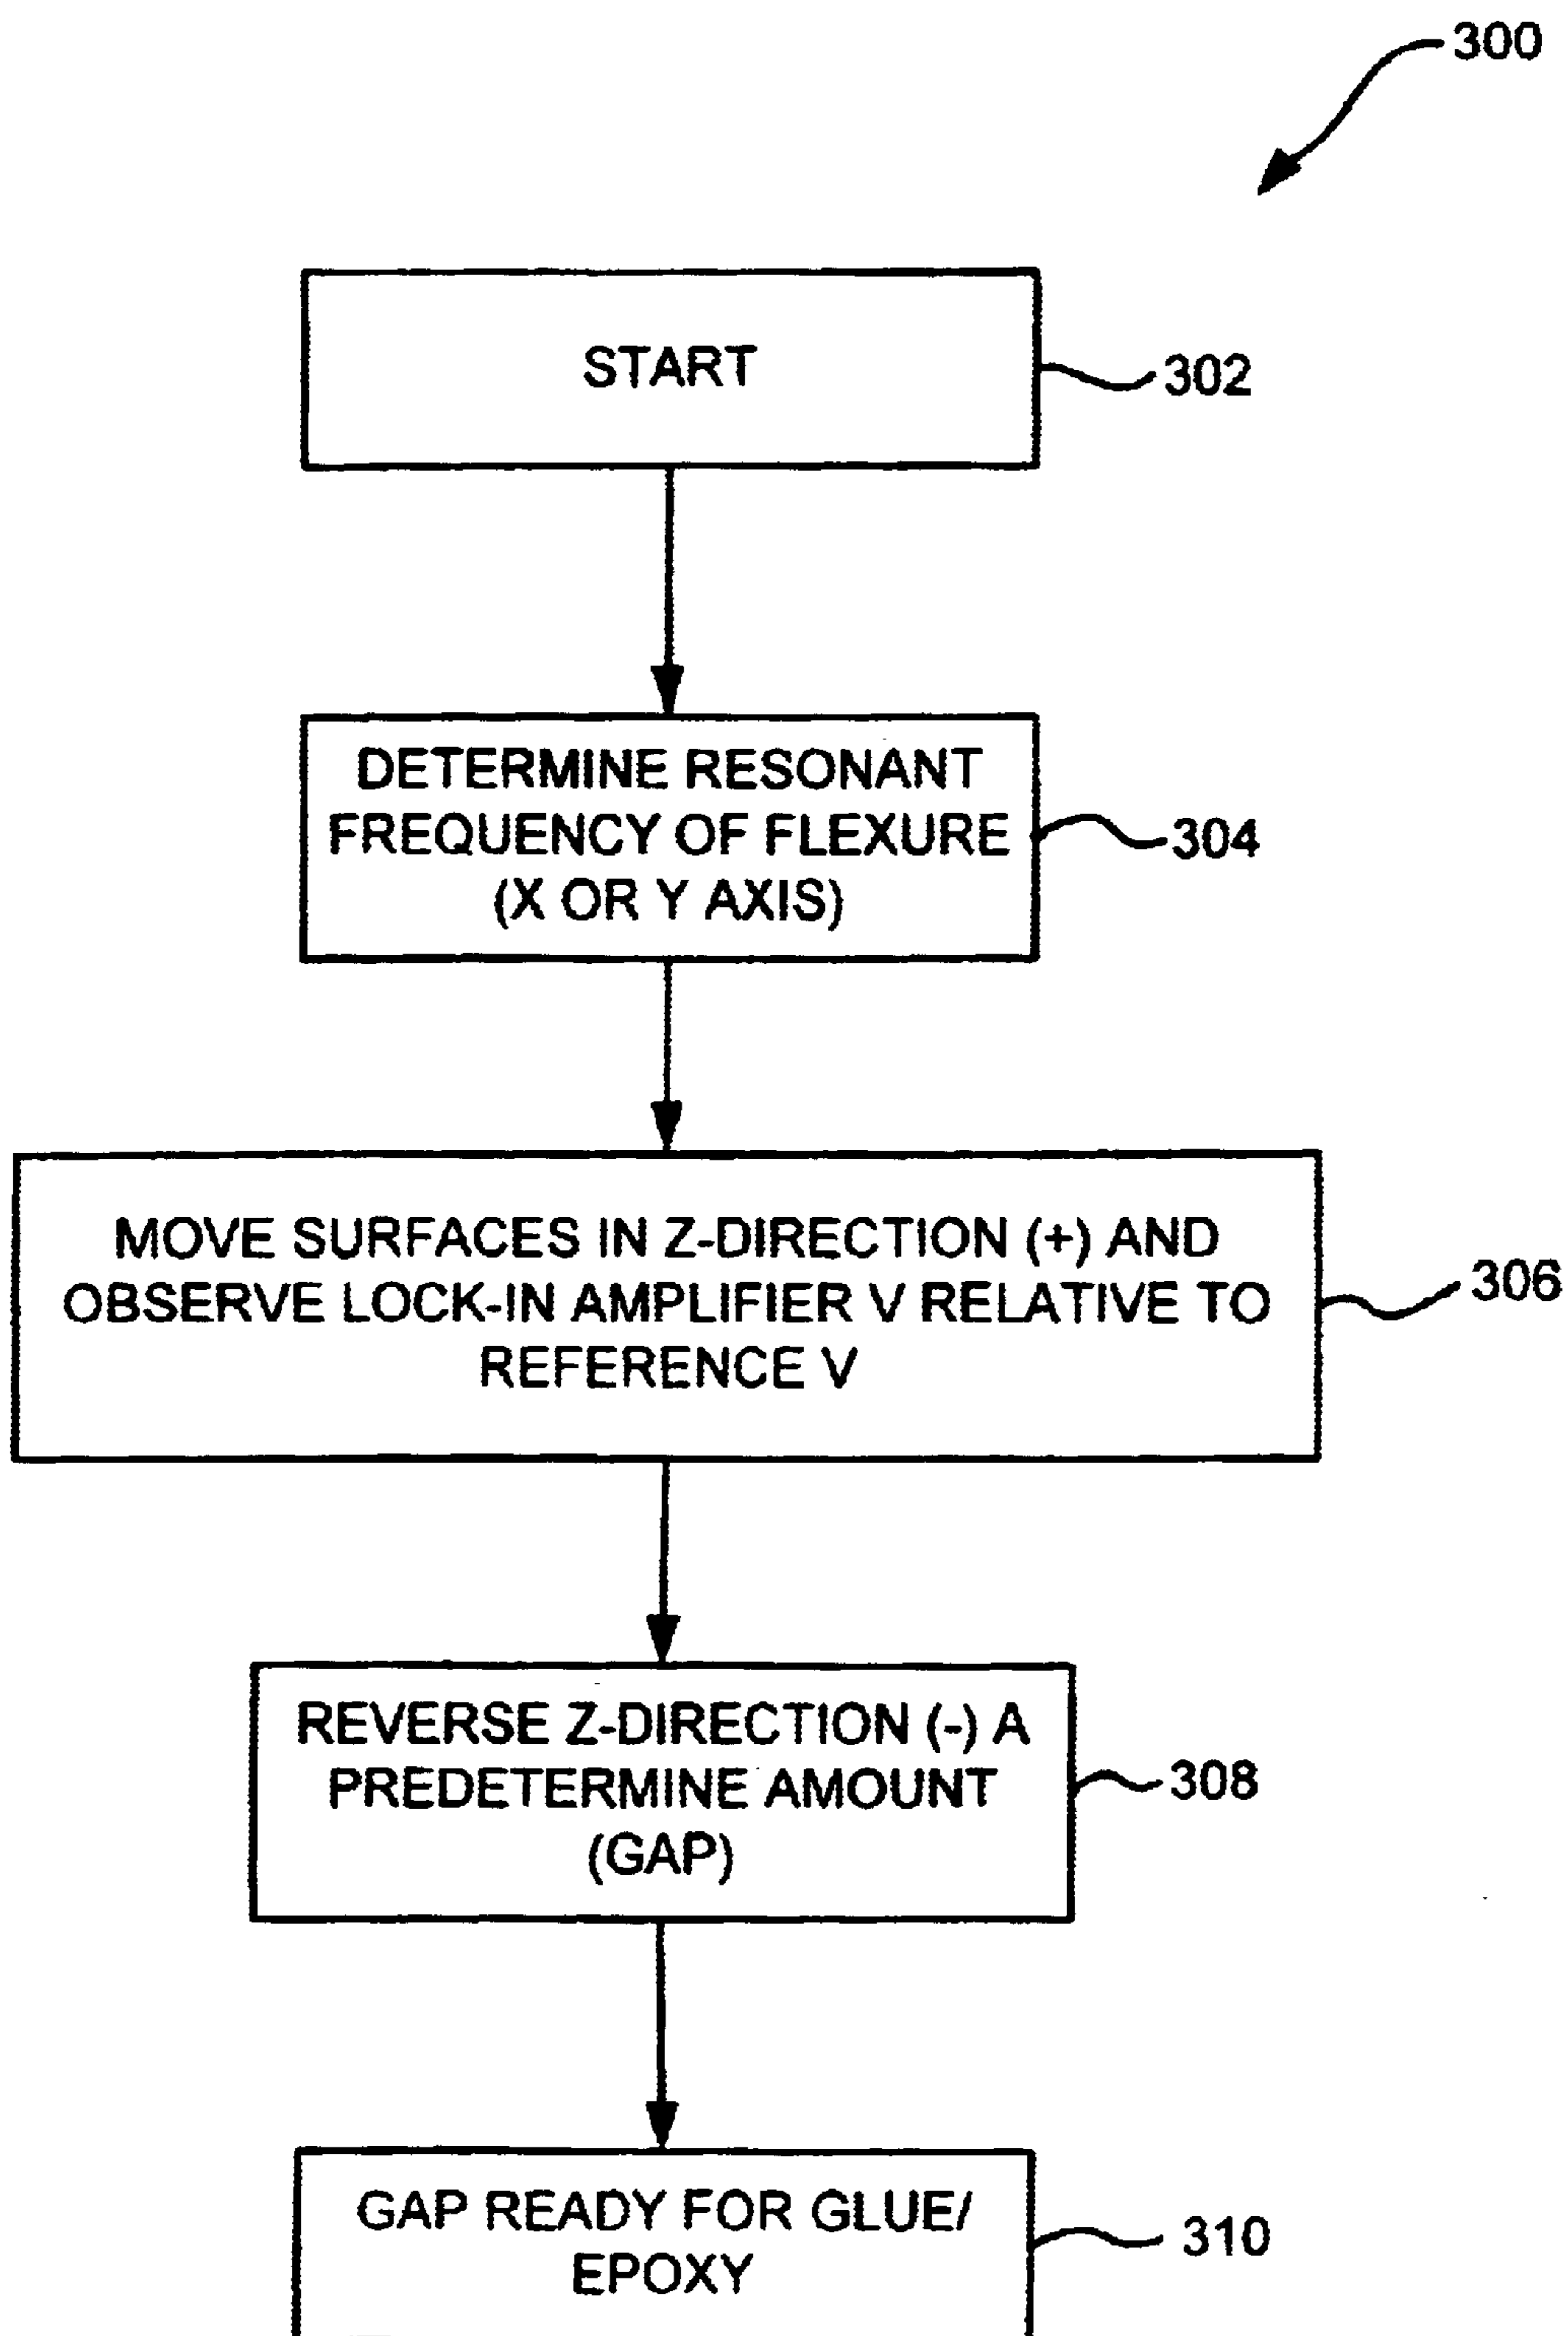 300
START
302
DETERMINE RESONANT
FREQUENCY OF FLEXURE
(X OR Y AXIS)
304
MOVE SURFACES IN Z-DIRECTION (+) AND
OBSERVE LOCK-IN AMPLIFIER V RELATIVE TO
REFERENCE V
306
REVERSE Z-DIRECTION (-) A
PREDETERMINE AMOUNT
(GAP)
308
GAP READY FOR GLUE/
EPOXY
310